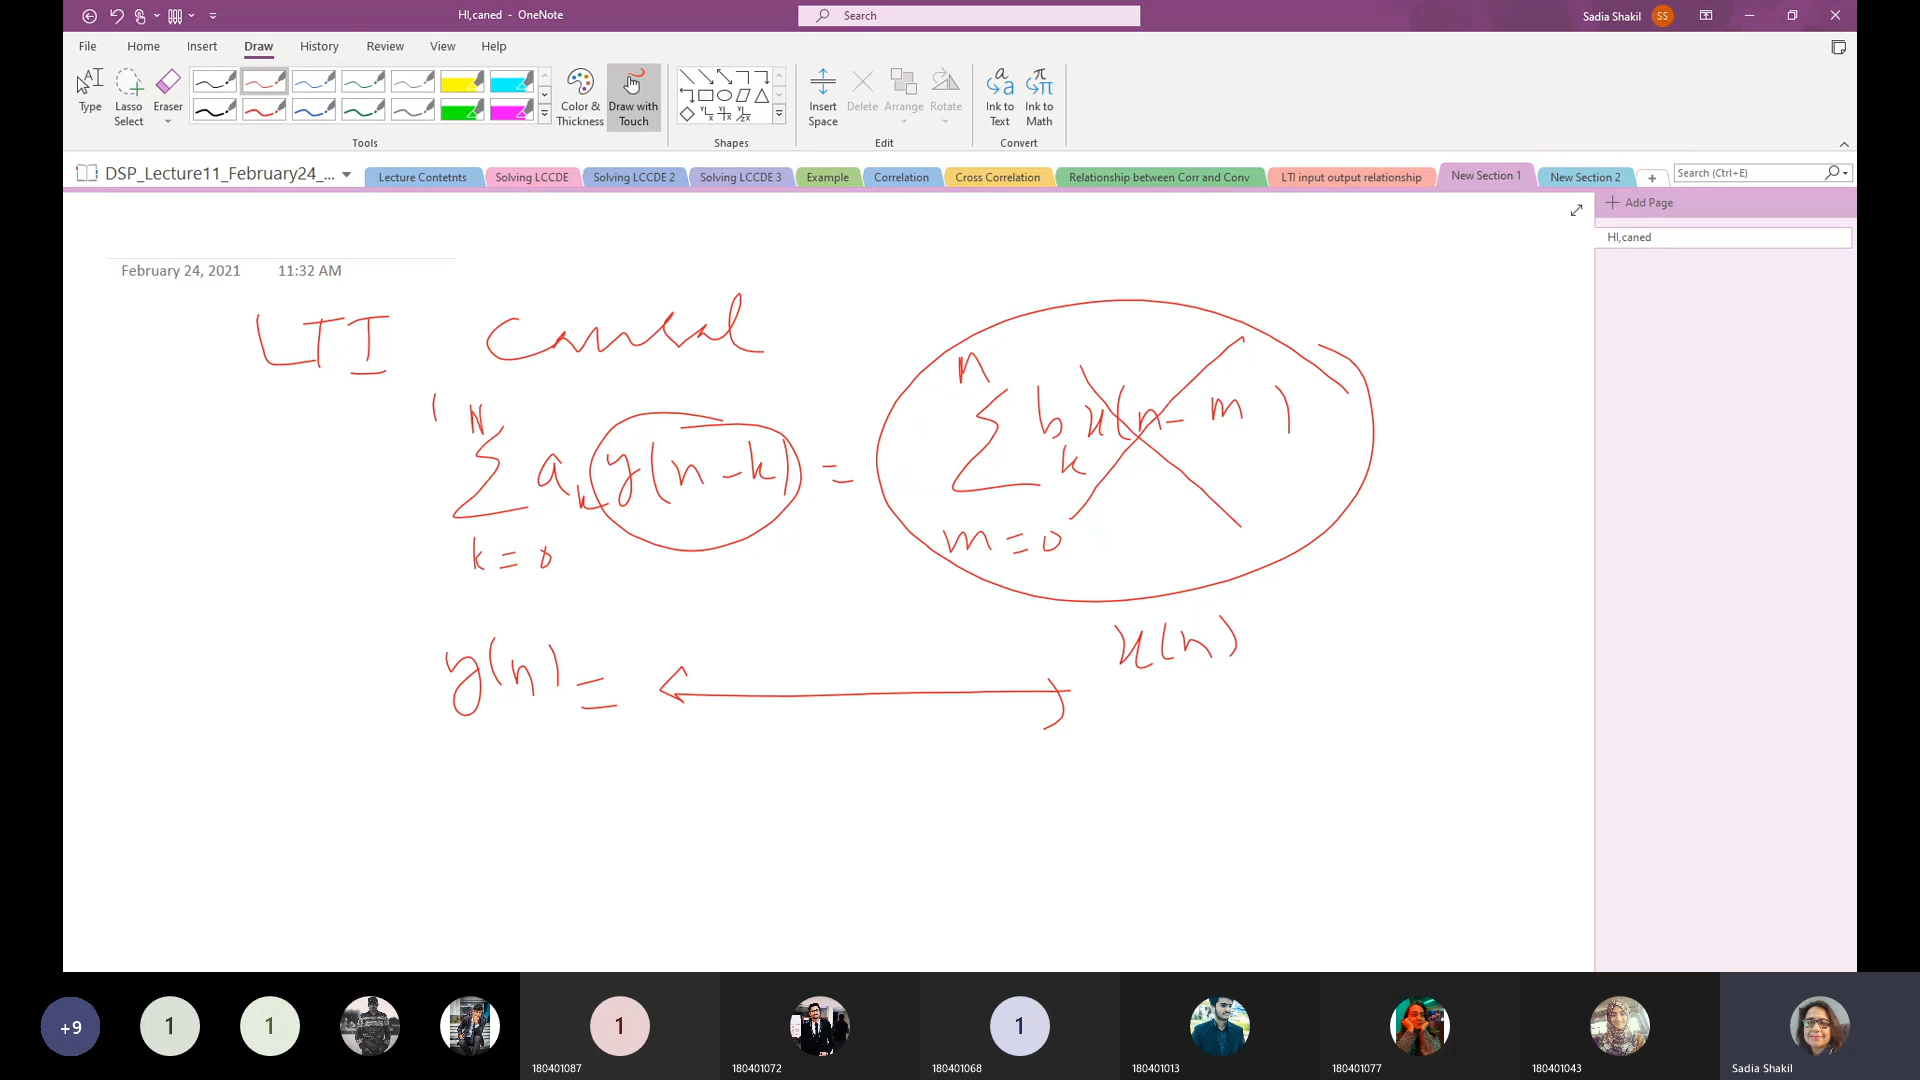 HI,caned - OneNote
Search
Sadia Shakil SS
File Home Insert Draw History Review View Help
Type
Lasso Select
Eraser
Color & Thickness
Draw with Touch
Insert Space
Delete
Arrange
Rotate
Ink to Text
Ink to Math
Tools Shapes Edit Convert
DSP_Lecture11_February24_...
Lecture Contetnts Solving LCCDE Solving LCCDE 2 Solving LCCDE 3 Example Correlation Cross Correlation Relationship between Corr and Conv LTI input output relationship New Section 1 New Section 2 + Search (Ctrl+E)
Add Page
HI,caned
February 24, 2021 11:32 AM
LTI Causal
N ∑ k=0 a_k y(n-k) = n ∑ m=0 b_k x(n-m)
x(n)
y(n) =
+9 1 1 1 1
180401087 180401072 180401068 180401013 180401077 180401043 Sadia Shakil